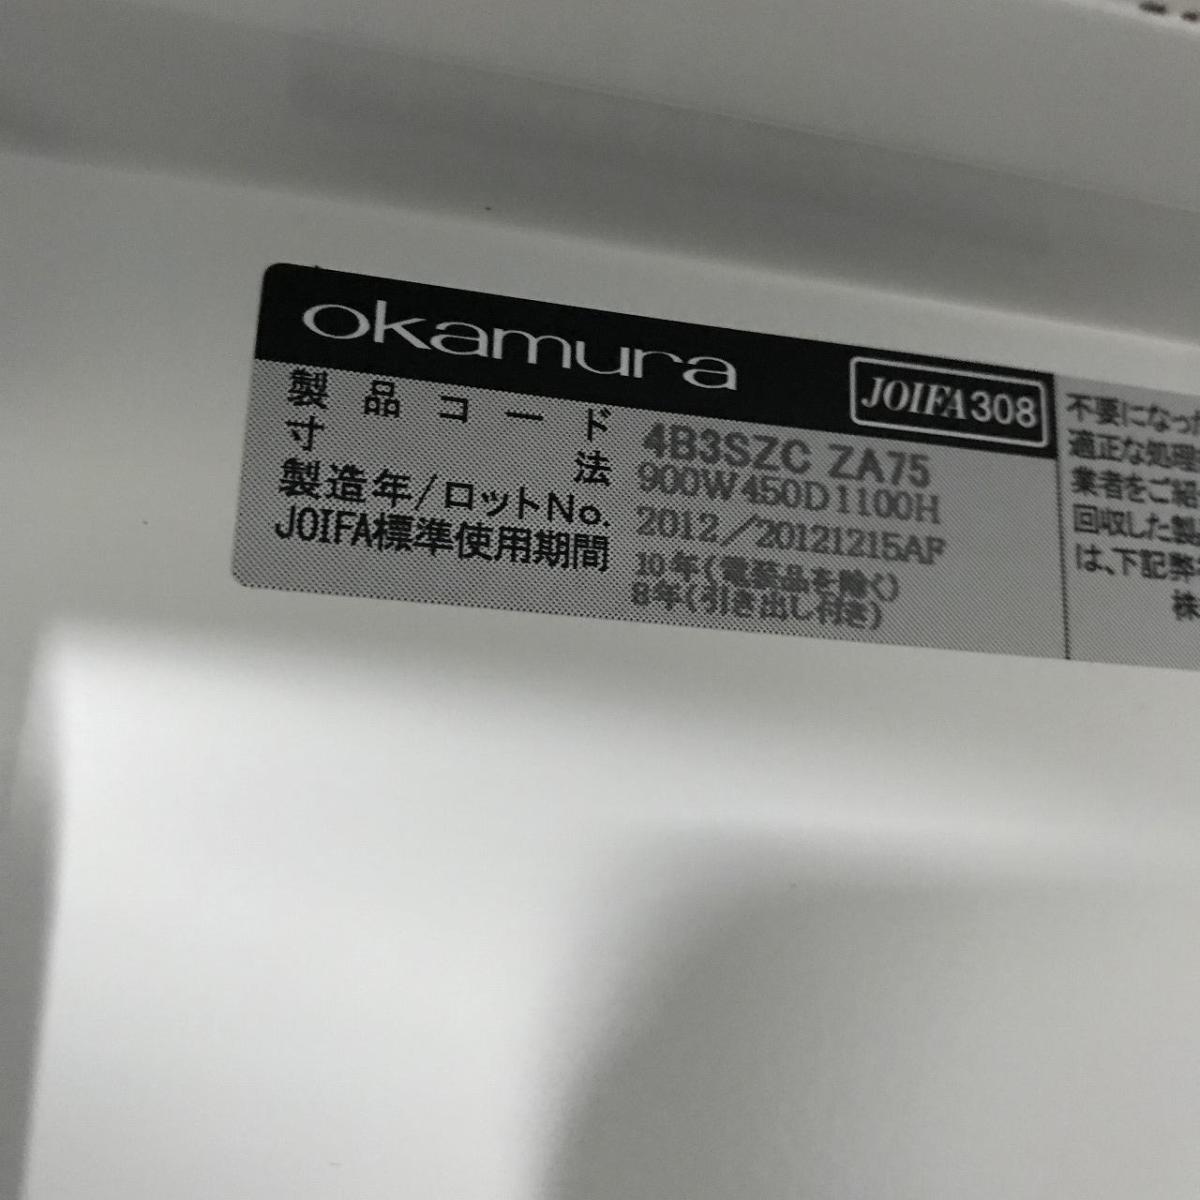 okamura
JOIFA308
製品コード 4B3SZC ZA75
寸法 900W450D1100H
製造年/ロットNo. 2012/20121215AP
JOIFA標準使用期間 10年(電装品を除く)
8年(引き出し付き)
不要になった
適正な処理
業者をご紹
回収した製
は、下記弊
株